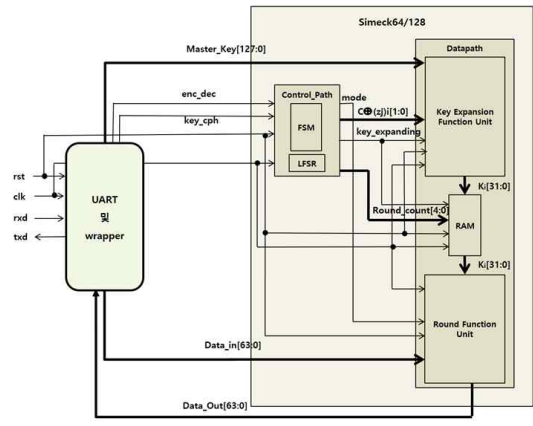 Simeck64/128
Master_Key[127:0]
Datapath
enc_dec
Control_Path
mode
C⊕(zj)i[1:0]
Key Expansion
Function Unit
key_cph
FSM
key_expanding
LFSR
rst
clk
rxd
txd
UART
및
wrapper
Kᵢ[31:0]
Round_count[4:0]
RAM
Kᵢ[31:0]
Round Function
Unit
Data_in[63:0]
Data_Out[63:0]